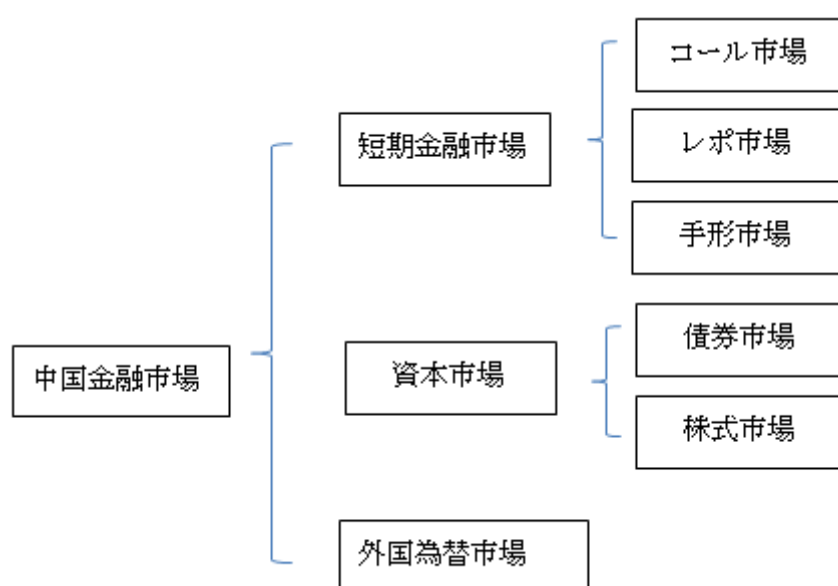 中国金融市場
短期金融市場
コール市場
レポ市場
手形市場
資本市場
債券市場
株式市場
外国為替市場